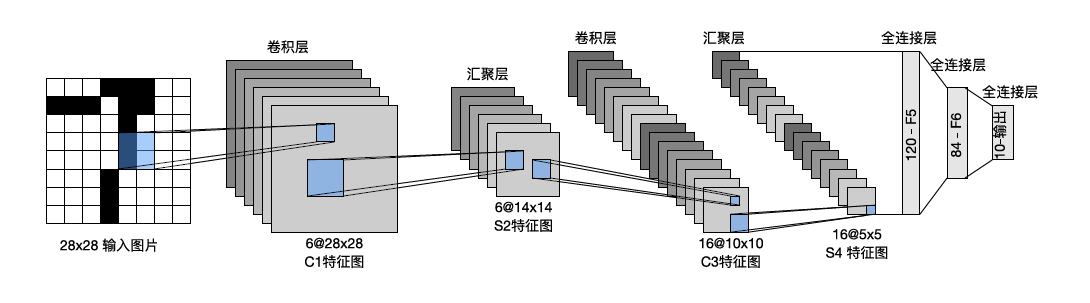 卷积层
汇聚层
卷积层
汇聚层
全连接层
全连接层
全连接层
120 - F5
84 - F6
10-输出
28x28 输入图片
6@28x28
C1特征图
6@14x14
S2特征图
16@10x10
C3特征图
16@5x5
S4 特征图